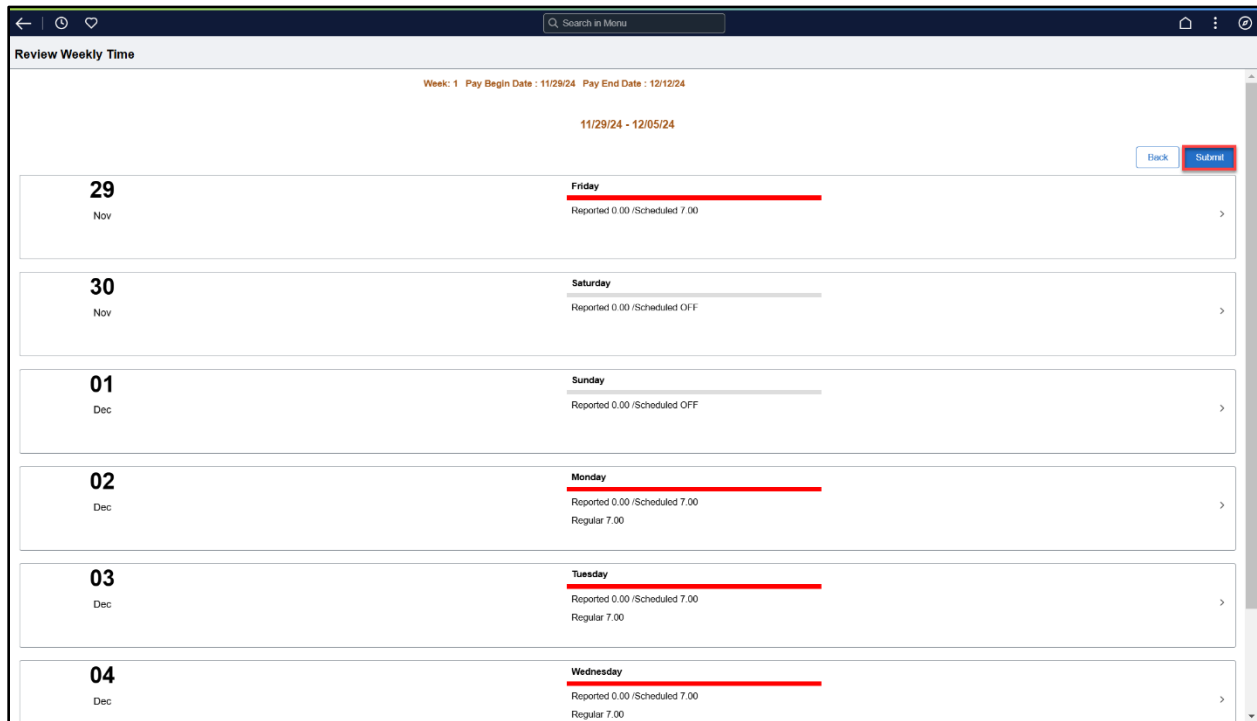 Search in Menu
Review Weekly Time
Week: 1 Pay Begin Date : 11/29/24 Pay End Date : 12/12/24
11/29/24 - 12/05/24
Back Submit
29
Nov
Friday
Reported 0.00 /Scheduled 7.00
30
Nov
Saturday
Reported 0.00 /Scheduled OFF
01
Dec
Sunday
Reported 0.00 /Scheduled OFF
02
Dec
Monday
Reported 0.00 /Scheduled 7.00
Regular 7.00
03
Dec
Tuesday
Reported 0.00 /Scheduled 7.00
Regular 7.00
04
Dec
Wednesday
Reported 0.00 /Scheduled 7.00
Regular 7.00